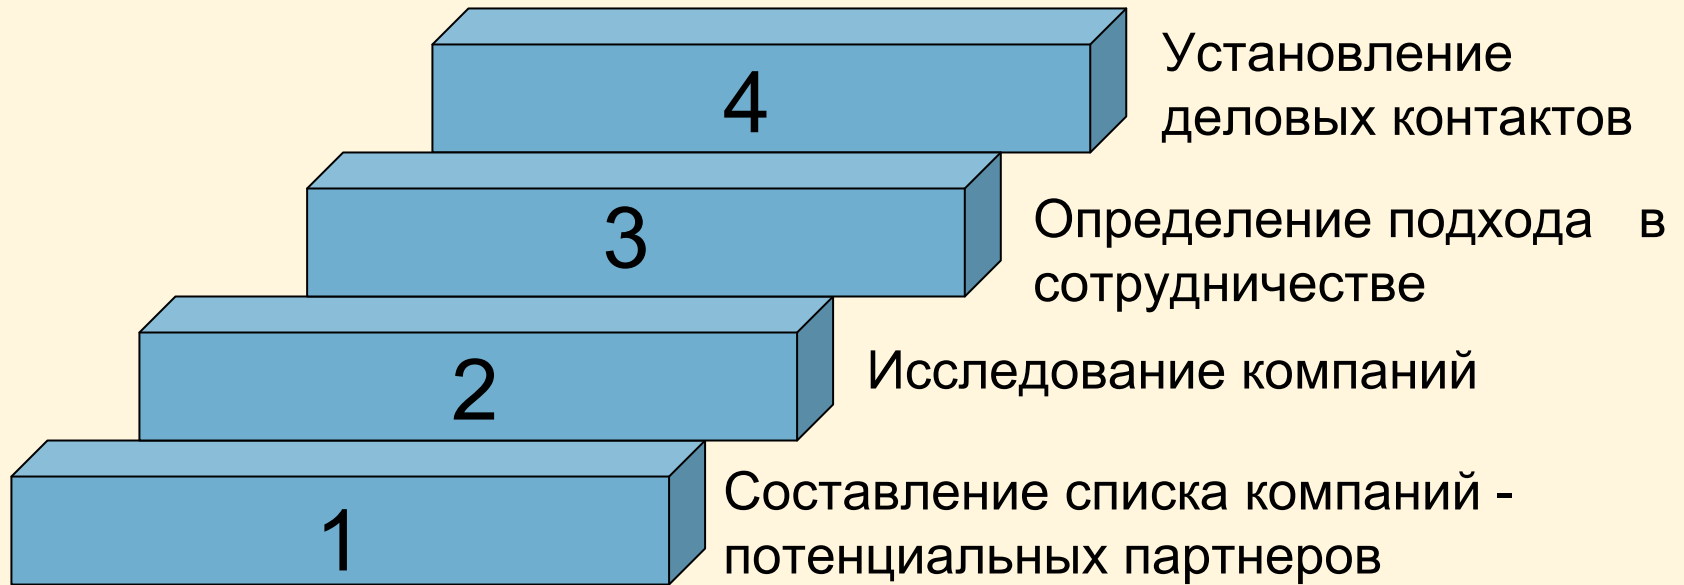 4
Установление
деловых контактов
3
Определение подхода в
сотрудничестве
2
Исследование компаний
1
Составление списка компаний -
потенциальных партнеров